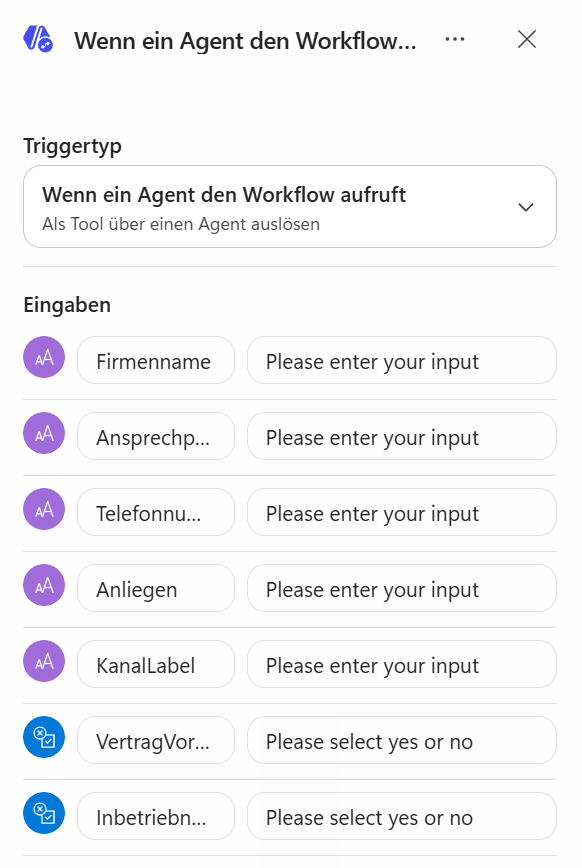 Wenn ein Agent den Workflow...
Triggertyp
Wenn ein Agent den Workflow aufruft
Als Tool über einen Agent auslösen
Eingaben
Firmenname Please enter your input
Ansprechp... Please enter your input
Telefonnu... Please enter your input
Anliegen Please enter your input
KanalLabel Please enter your input
VertragVor... Please select yes or no
Inbetriebn... Please select yes or no